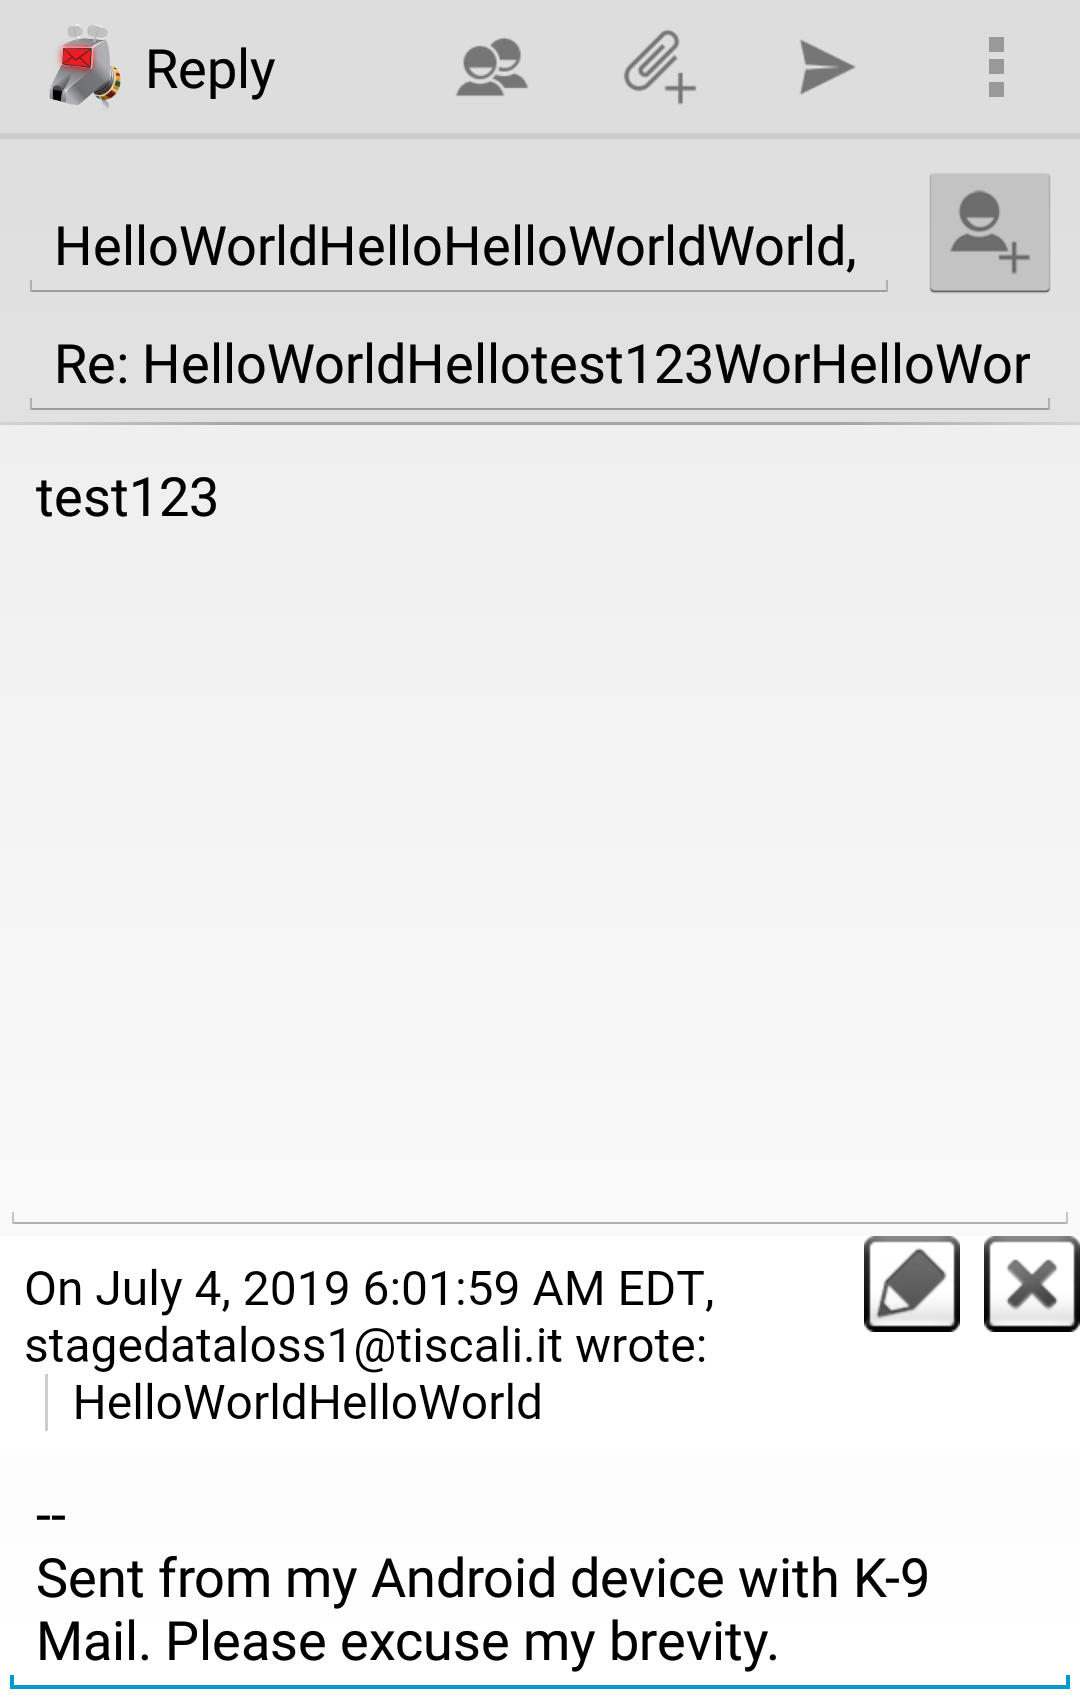 Reply
HelloWorldHelloHelloWorldWorld,
Re: HelloWorldHellotest123WorHelloWor
test123
On July 4, 2019 6:01:59 AM EDT,
stagedataloss1@tiscali.it wrote:
HelloWorldHelloWorld
--
Sent from my Android device with K-9
Mail. Please excuse my brevity.